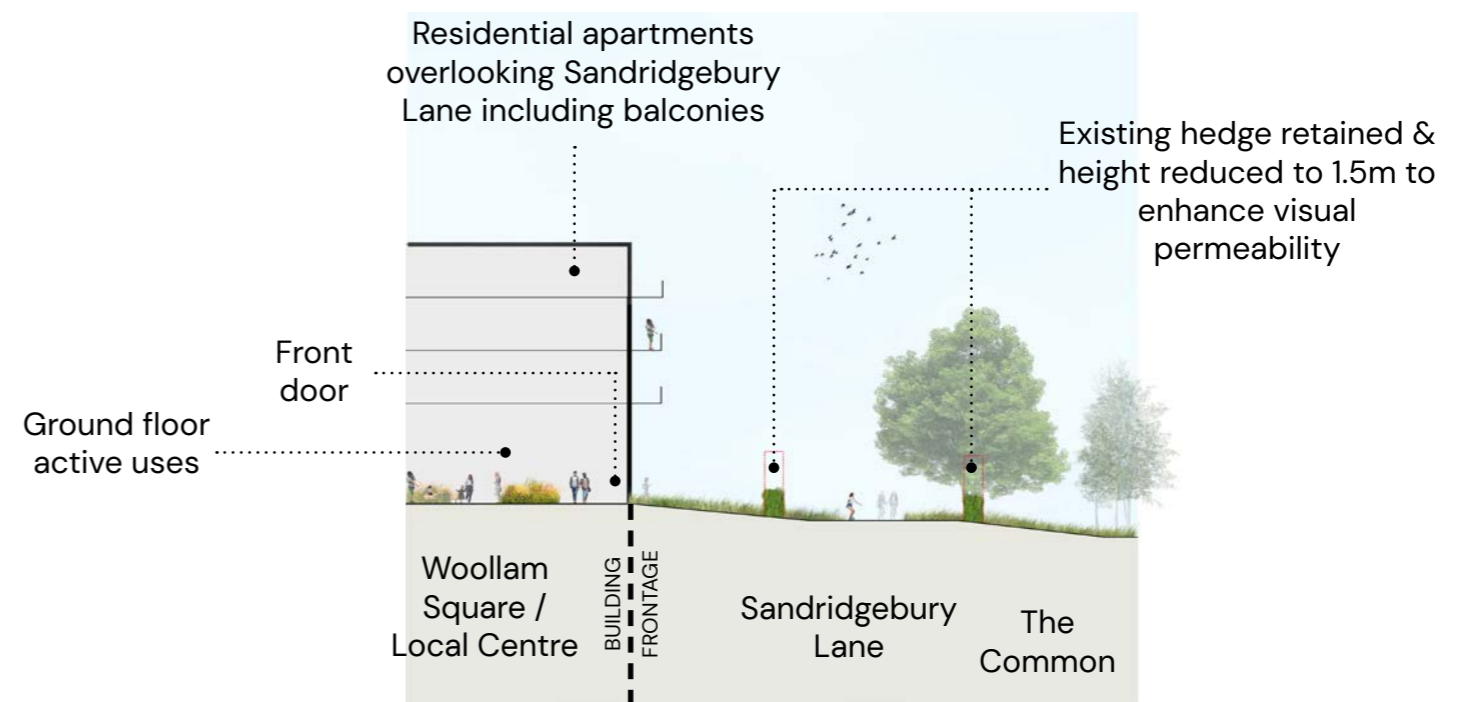 Residential apartments
overlooking Sandridgebury
Lane including balconies
Existing hedge retained &
height reduced to 1.5m to
enhance visual
permeability
Front
door
Ground floor
active uses
Woollam
Square /
Local Centre
BUILDING
FRONTAGE
Sandridgebury
Lane
The
Common